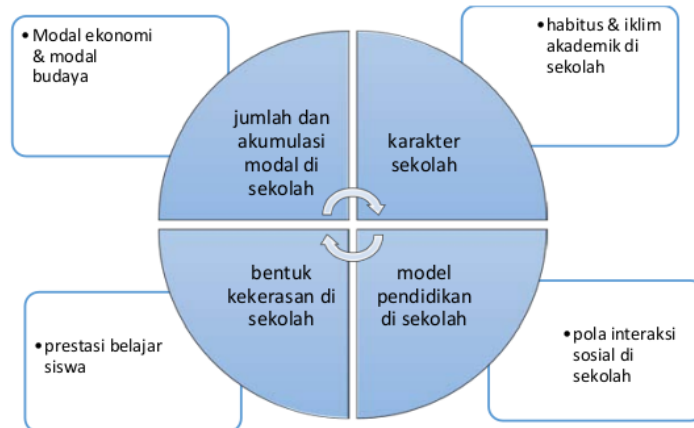 • Modal ekonomi
& modal
budaya
• habitus & iklim
akademik di
sekolah
jumlah dan
akumulasi
modal di
sekolah
karakter
sekolah
bentuk
kekerasan di
sekolah
model
pendidikan
di sekolah
• prestasi belajar
siswa
• pola interaksi
sosial di
sekolah